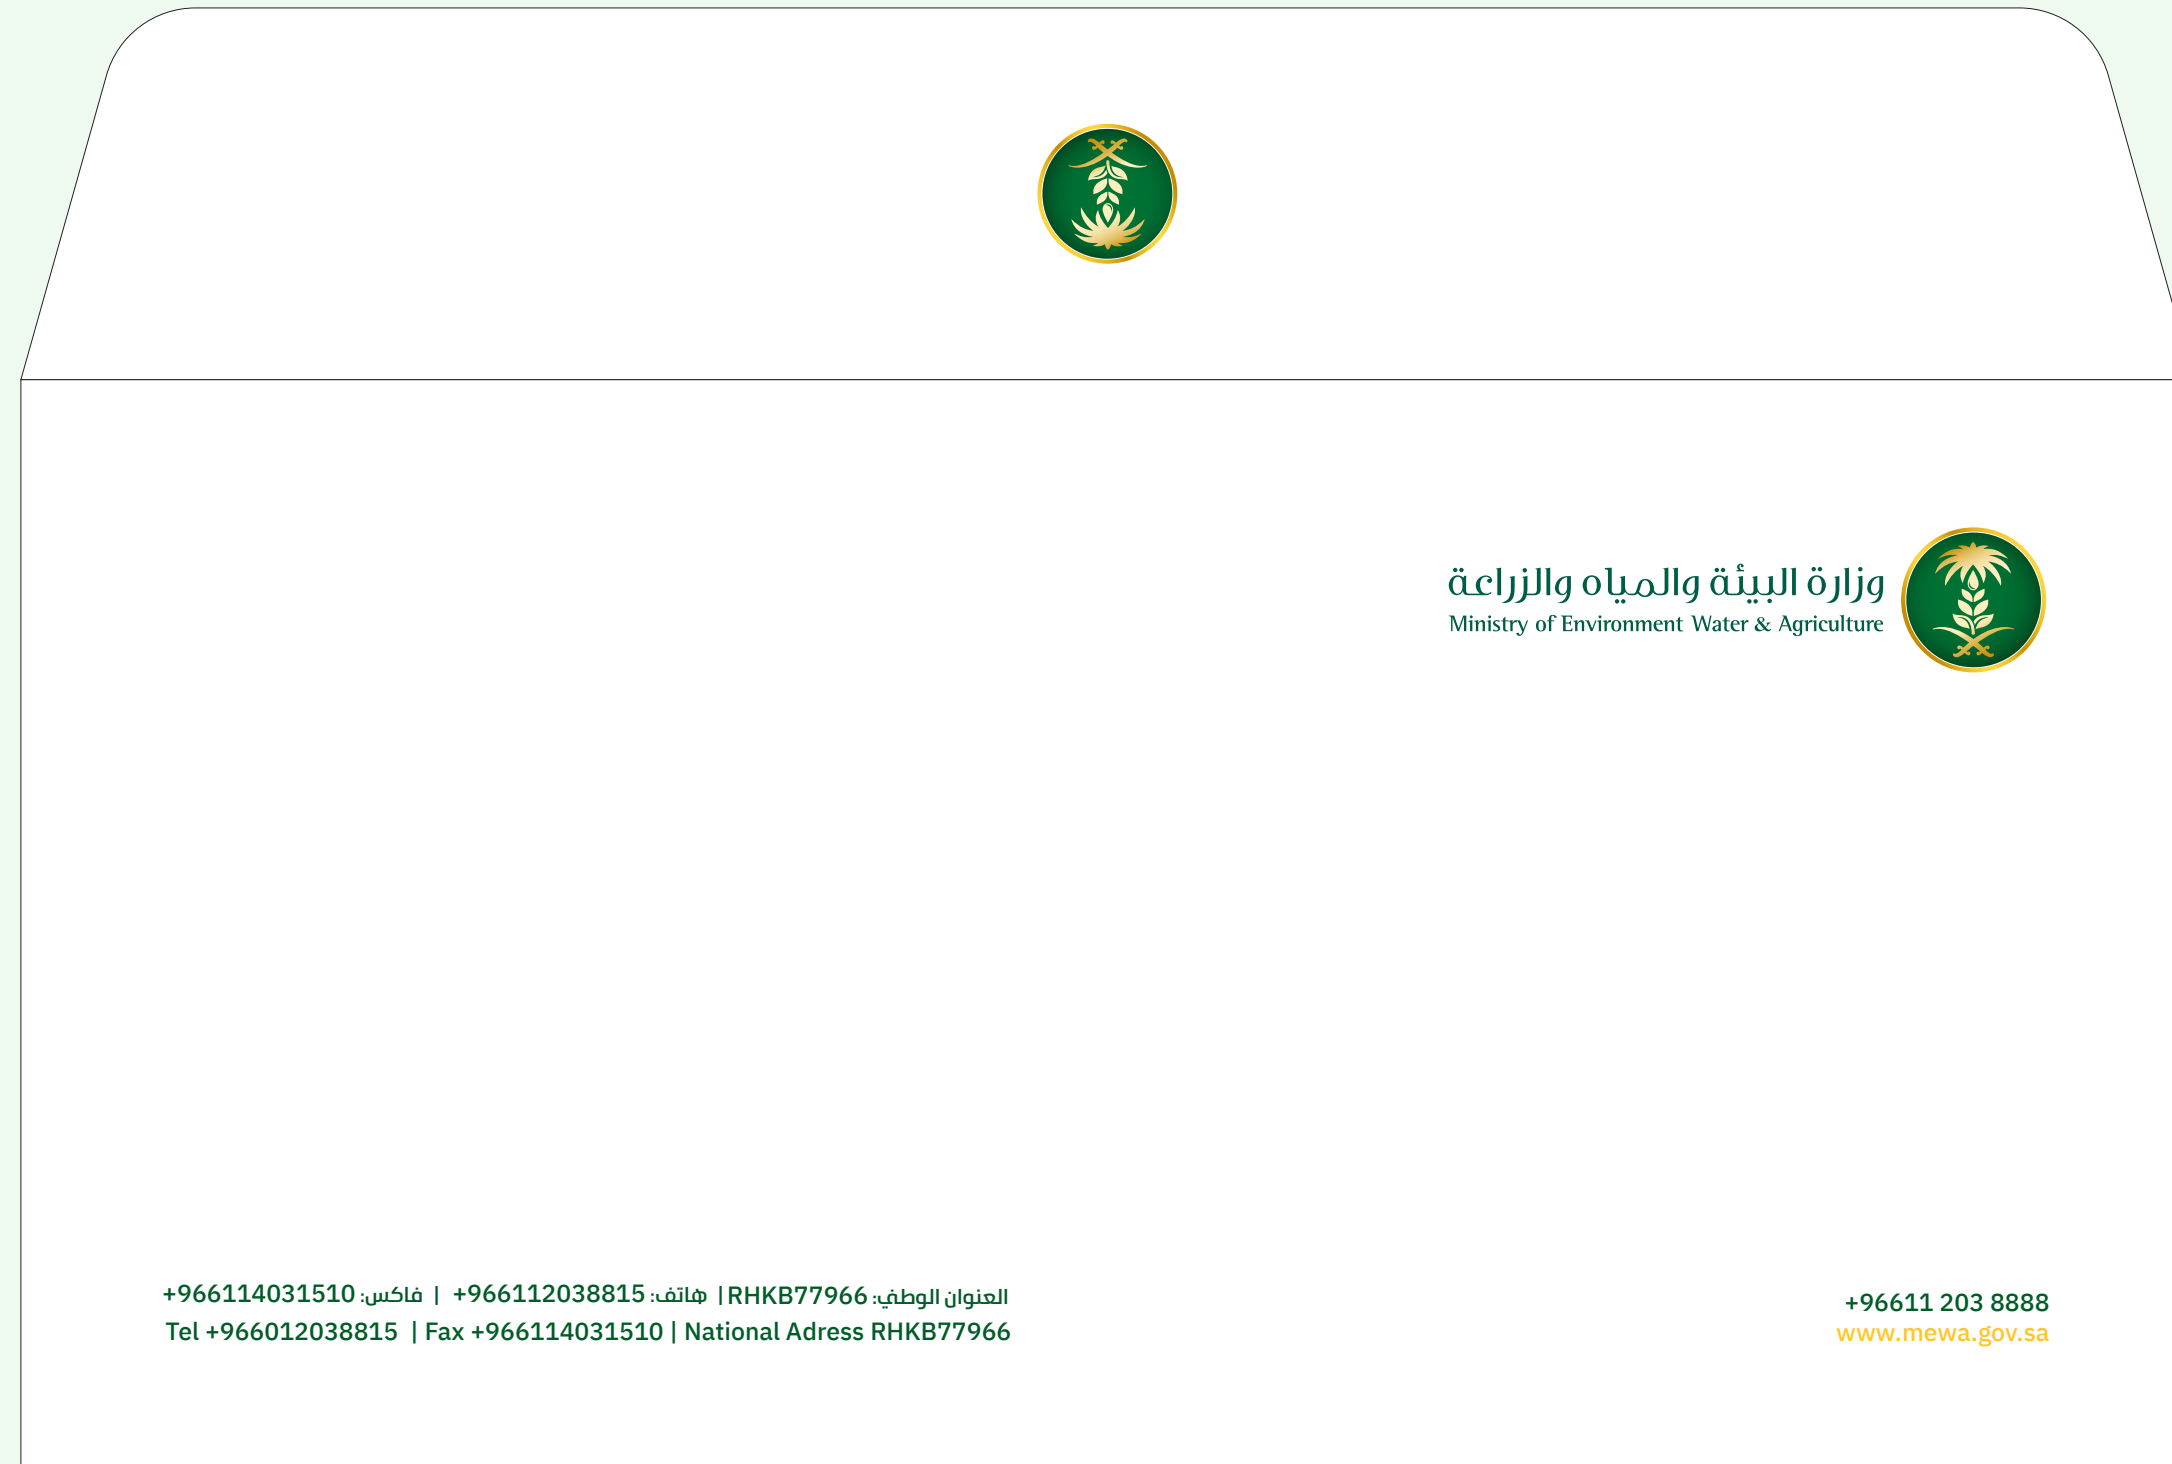 وزارة البيئة والمياه والزراعة
Ministry of Environment Water & Agriculture
العنوان الوطني: RHKB77966 | هاتف: 966112038815+ | فاكس: 966114031510+
Tel +966012038815 | Fax +966114031510 | National Adress RHKB77966
+96611 203 8888
www.mewa.gov.sa